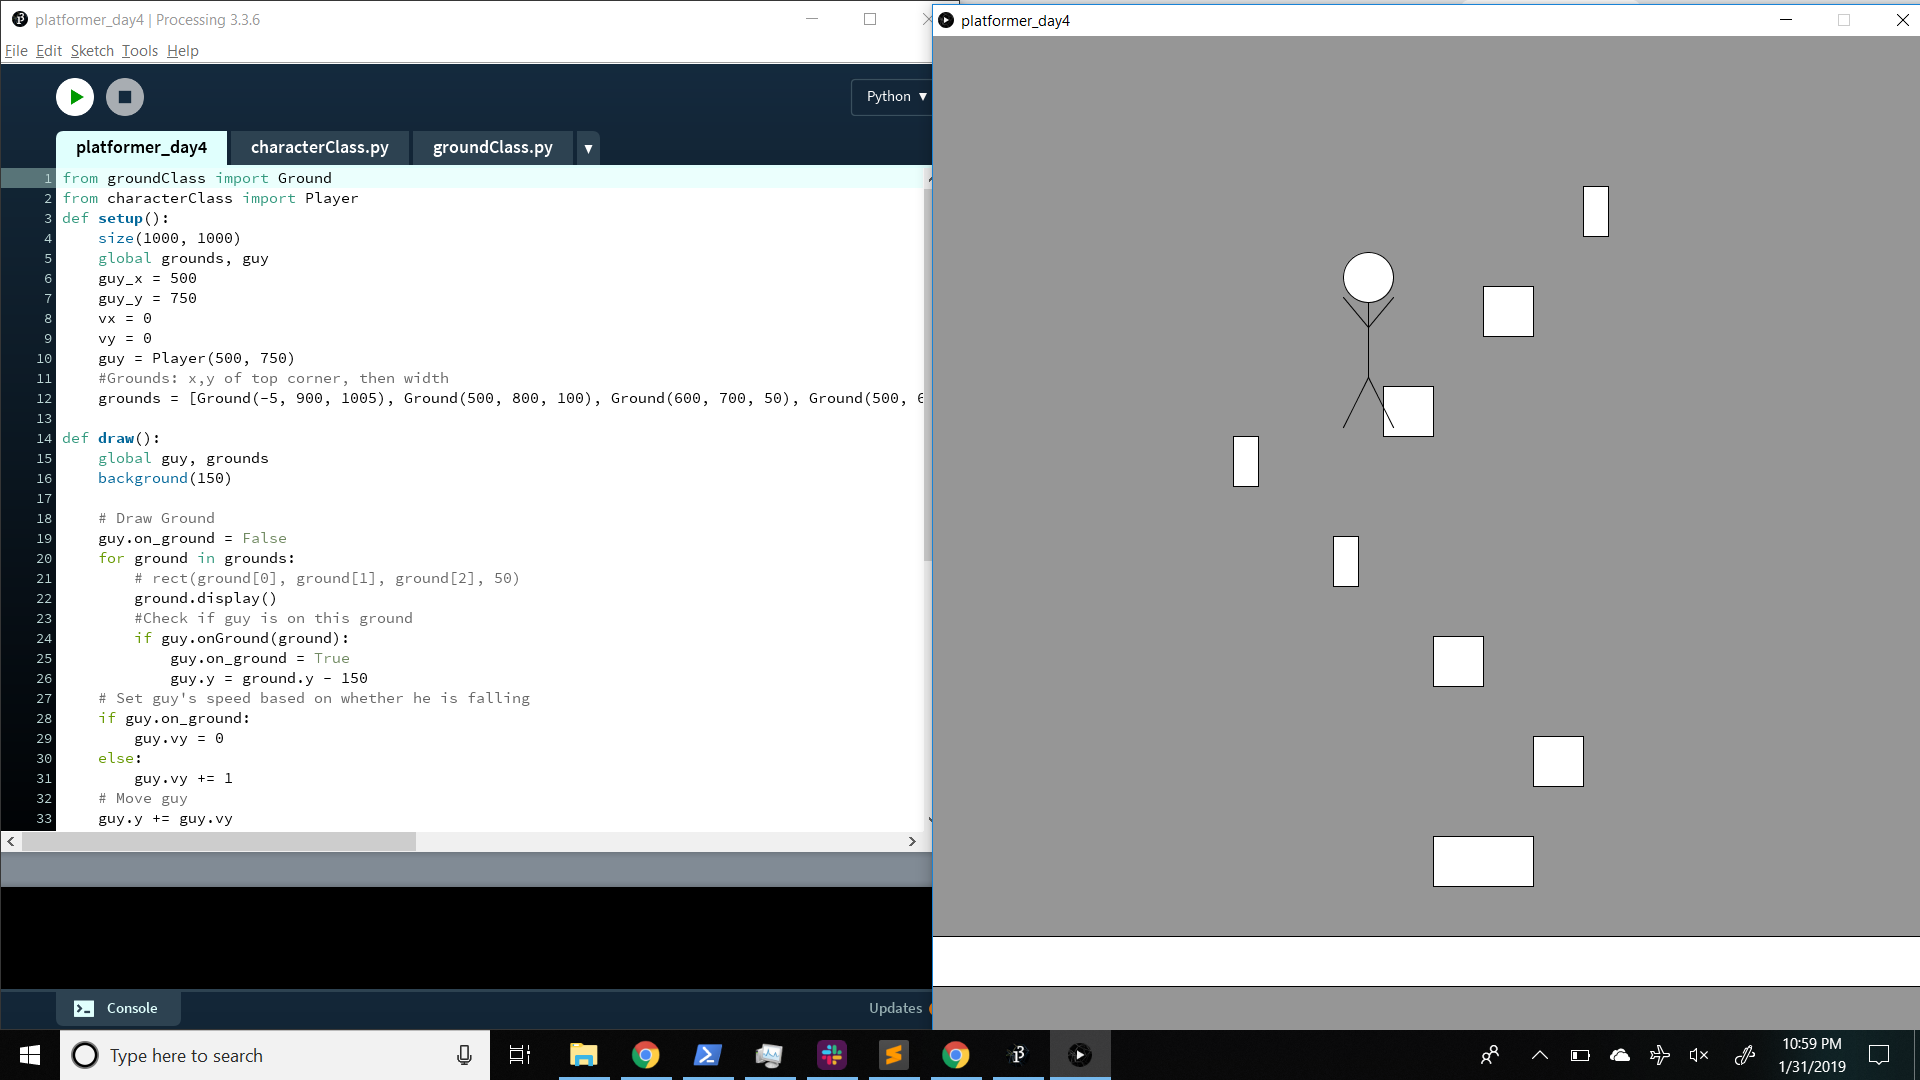 platformer_day4 | Processing 3.3.6
File Edit Sketch Tools Help
Python ▼
platformer_day4 characterClass.py groundClass.py ▼
1 from groundClass import Ground
2 from characterClass import Player
3 def setup():
4     size(1000, 1000)
5     global grounds, guy
6     guy_x = 500
7     guy_y = 750
8     vx = 0
9     vy = 0
10     guy = Player(500, 750)
11     #Grounds: x,y of top corner, then width
12     grounds = [Ground(-5, 900, 1005), Ground(500, 800, 100), Ground(600, 700, 50), Ground(500, 6
13
14 def draw():
15     global guy, grounds
16     background(150)
17
18     # Draw Ground
19     guy.on_ground = False
20     for ground in grounds:
21         # rect(ground[0], ground[1], ground[2], 50)
22         ground.display()
23         #Check if guy is on this ground
24         if guy.onGround(ground):
25             guy.on_ground = True
26             guy.y = ground.y - 150
27     # Set guy's speed based on whether he is falling
28     if guy.on_ground:
29         guy.vy = 0
30     else:
31         guy.vy += 1
32     # Move guy
33     guy.y += guy.vy
Console
Updates
platformer_day4
Type here to search
10:59 PM
1/31/2019